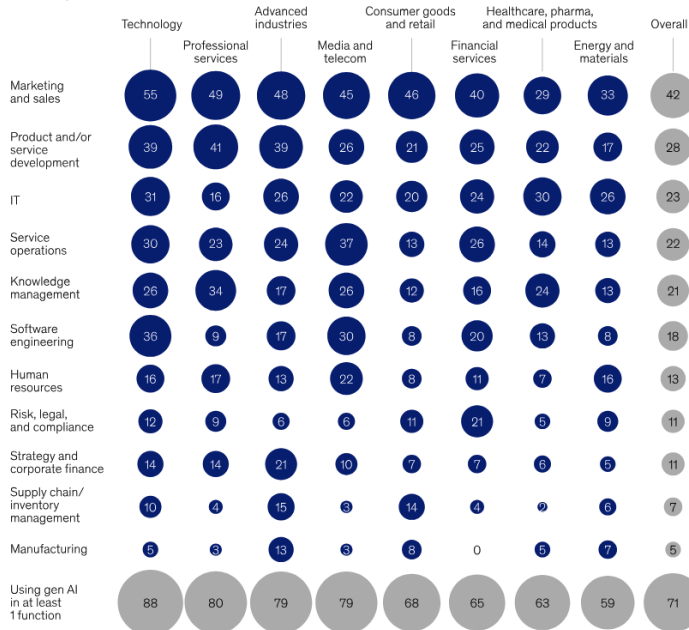 Technology
Professional
services
Advanced
industries
Media and
telecom
Consumer goods
and retail
Financial
services
Healthcare, pharma,
and medical products
Energy and
materials
Overall
Marketing
and sales
55 49 48 45 46 40 29 33 42
Product and/or
service
development
39 41 39 26 21 25 22 17 28
IT
31 16 26 22 20 24 30 26 23
Service
operations
30 23 24 37 13 26 14 13 22
Knowledge
management
26 34 17 26 12 16 24 13 21
Software
engineering
36 9 17 30 8 20 13 8 18
Human
resources
16 17 13 22 8 11 7 16 13
Risk, legal,
and compliance
12 9 6 6 11 21 5 9 11
Strategy and
corporate finance
14 14 21 10 7 7 6 5 11
Supply chain/
inventory
management
10 4 15 3 14 4 2 6 7
Manufacturing
5 3 13 3 8 0 5 7 5
Using gen AI
in at least
1 function
88 80 79 79 68 65 63 59 71